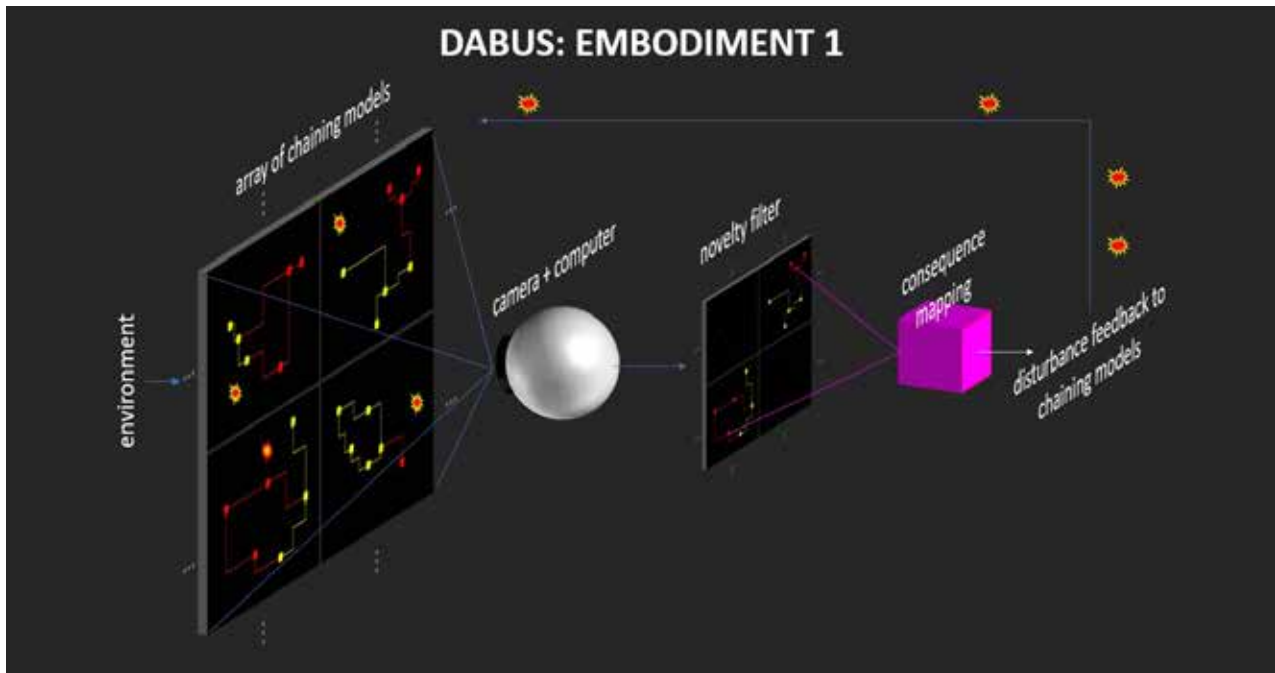 DABUS: EMBODIMENT 1
array of chaining models
environment
camera + computer
novelty filter
consequence
mapping
disturbance feedback to
chaining models